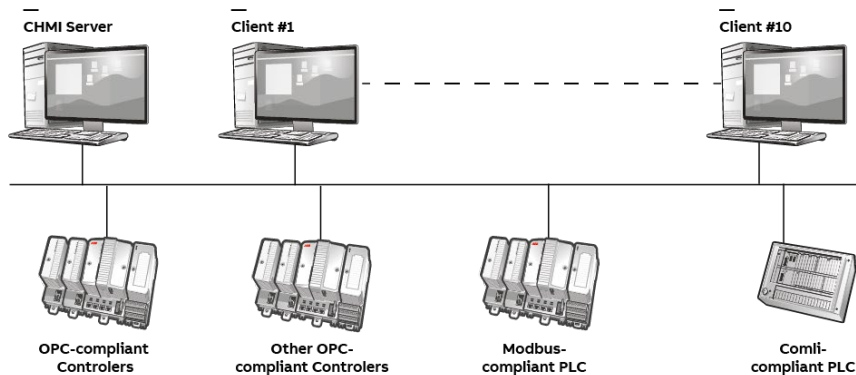 CHMI Server
Client #1
Client #10
OPC-compliant
Controlers
Other OPC-
compliant Controlers
Modbus-
compliant PLC
Comli-
compliant PLC